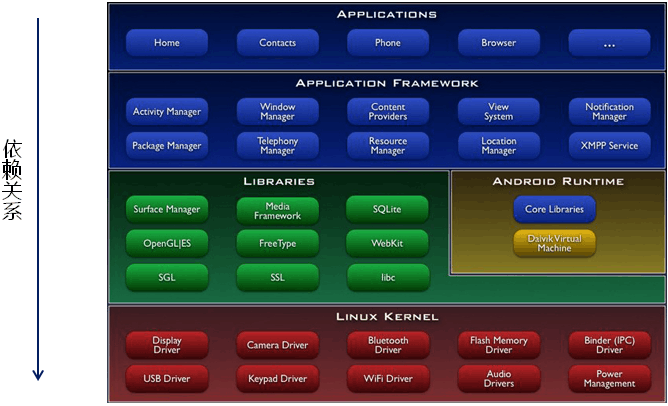 依赖关系
APPLICATIONS
Home
Contacts
Phone
Browser
...
APPLICATION FRAMEWORK
Activity Manager
Window
Manager
Content
Providers
View
System
Notification
Manager
Package Manager
Telephony
Manager
Resource
Manager
Location
Manager
XMPP Service
LIBRARIES
Surface Manager
Media
Framework
SQLite
OpenGL|ES
FreeType
WebKit
SGL
SSL
libc
ANDROID RUNTIME
Core Libraries
Dalvik Virtual
Machine
LINUX KERNEL
Display
Driver
Camera Driver
Bluetooth
Driver
Flash Memory
Driver
Binder (IPC)
Driver
USB Driver
Keypad Driver
WiFi Driver
Audio
Drivers
Power
Management